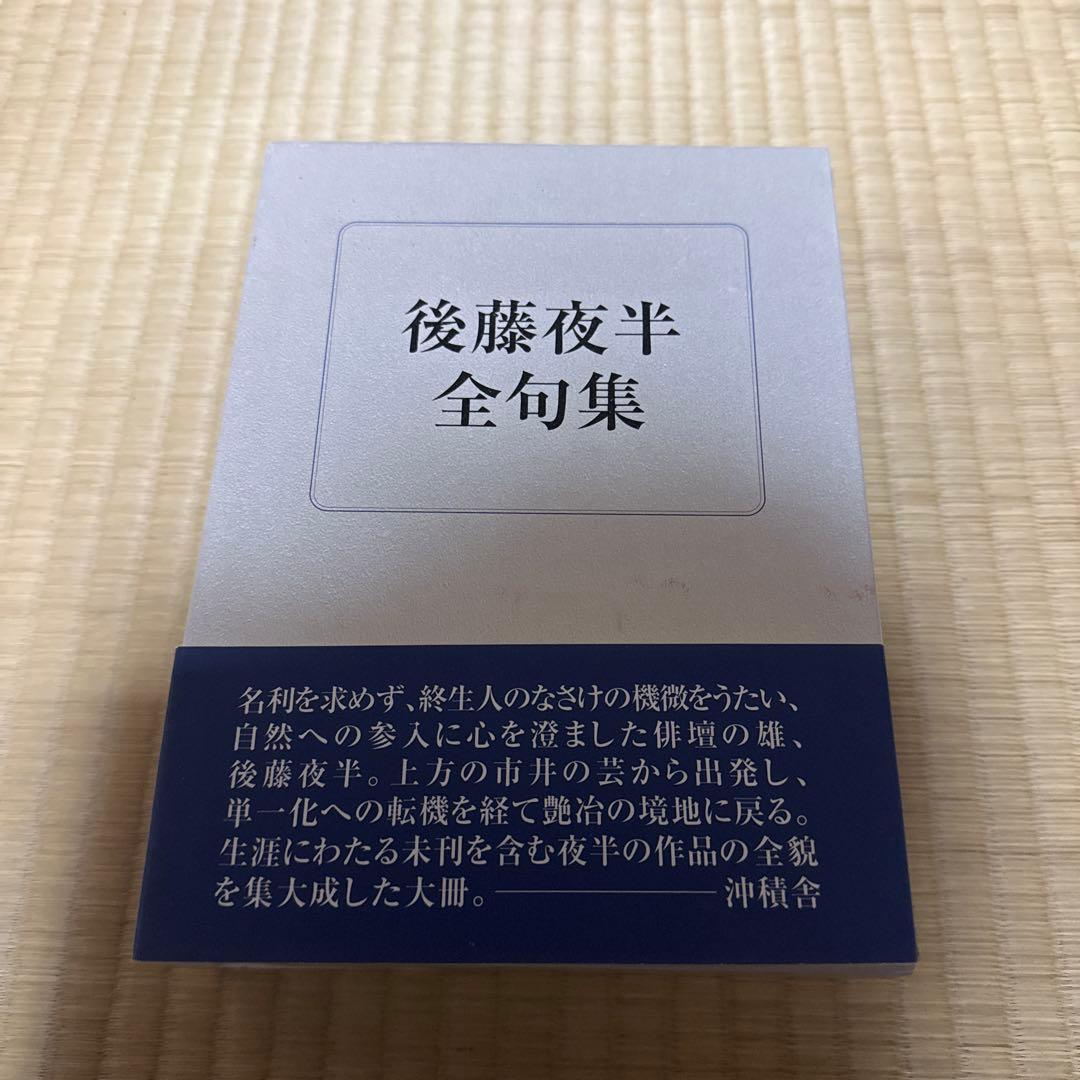 後藤夜半
全句集
名利を求めず、終生人のなさけの機微をうたい、
自然への参入に心を澄ました俳壇の雄、
後藤夜半。上方の市井の芸から出発し、
単一化への転機を経て艶冶の境地に戻る。
生涯にわたる未刊を含む夜半の作品の全貌
を集大成した大冊。――――沖積舎